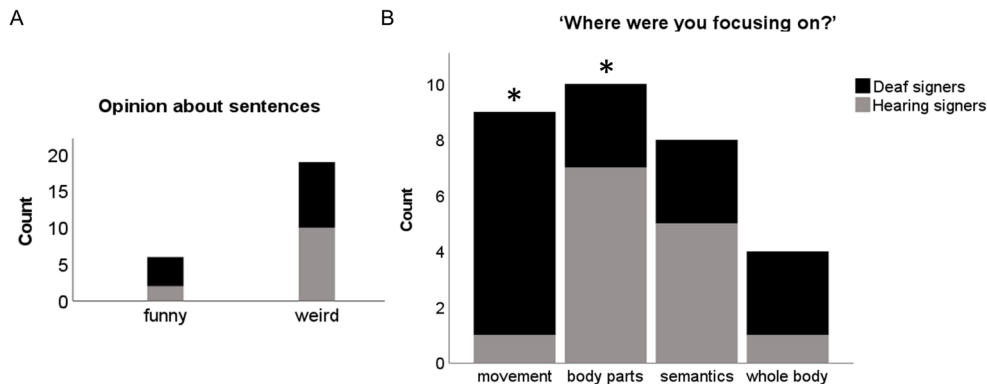 A
Opinion about sentences
Count
20
15
10
5
0
funny weird
B
‘Where were you focusing on?’
Count
10
8
6
4
2
0
* *
movement body parts semantics whole body
Deaf signers
Hearing signers